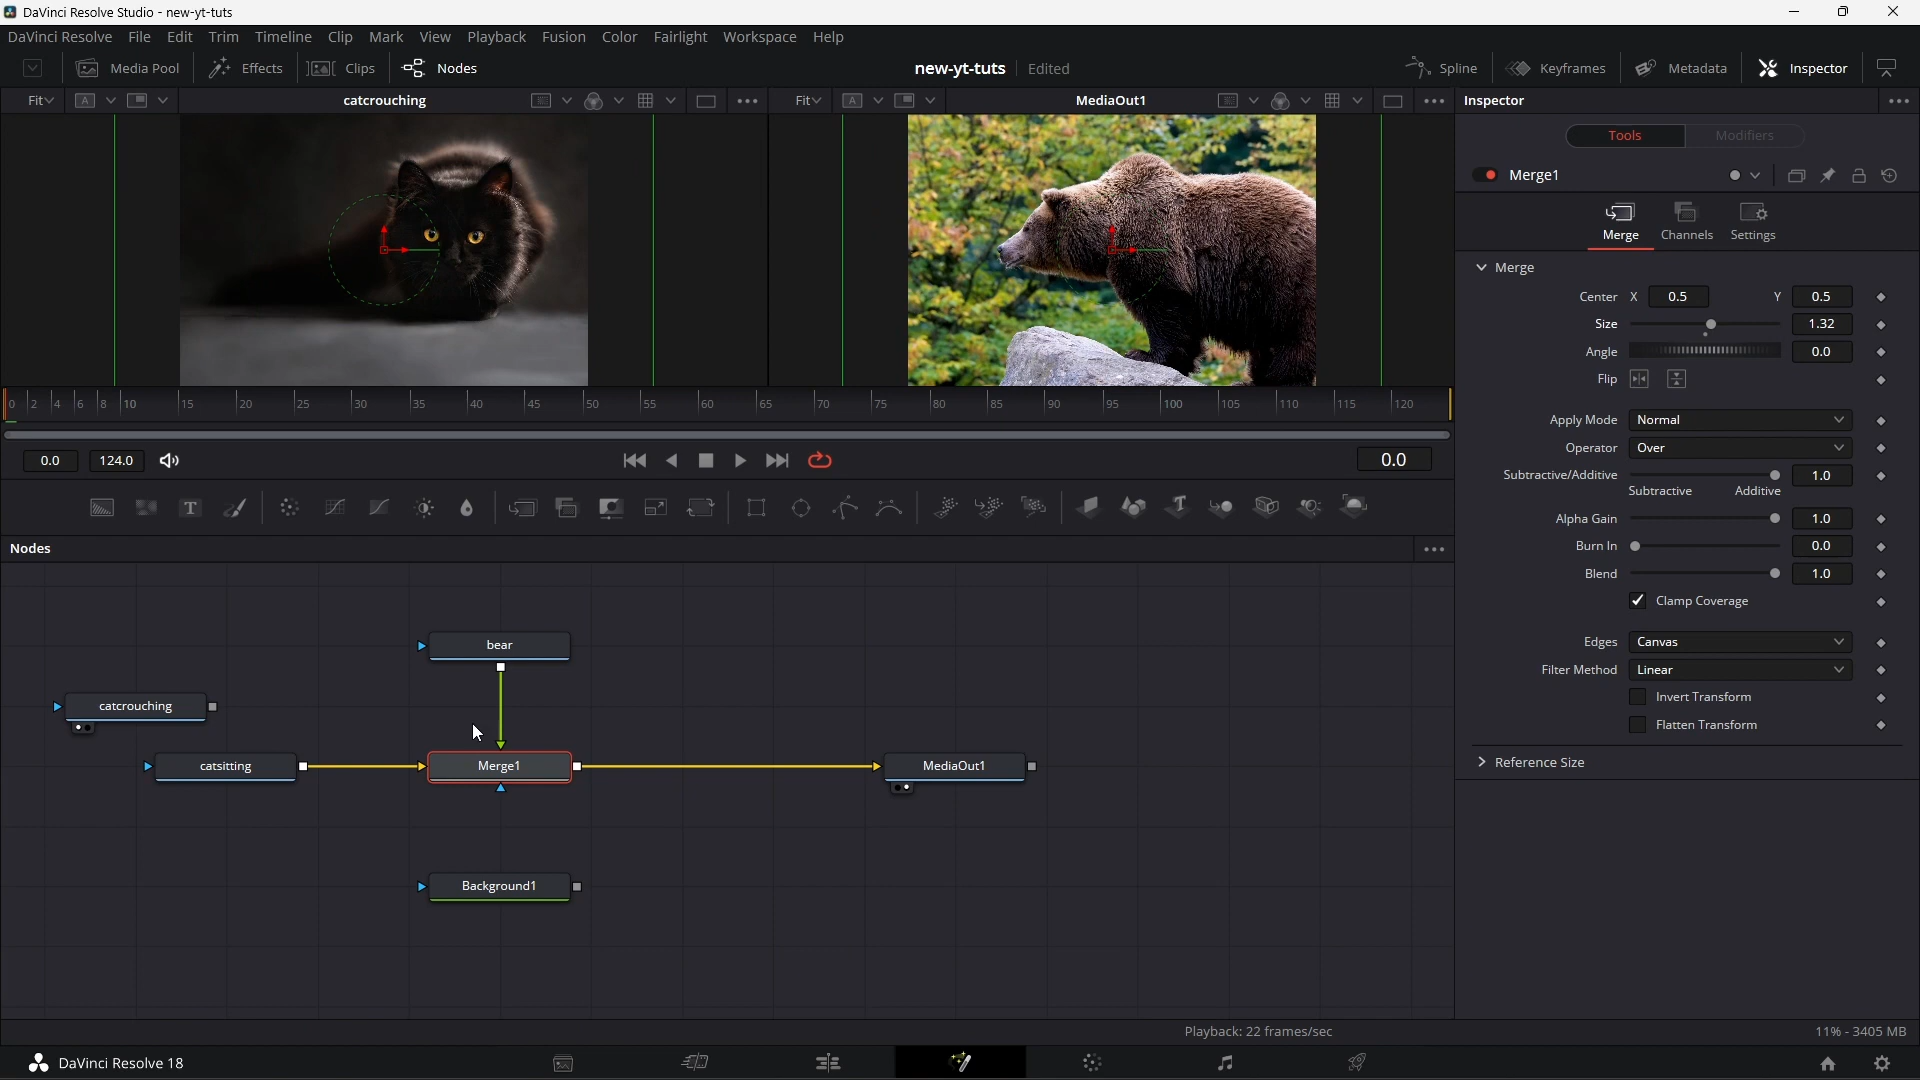 DaVinci Resolve Studio - new-yt-tuts
DaVinci Resolve File Edit Trim Timeline Clip Mark View Playback Fusion Color Fairlight Workspace Help
Media Pool Effects Clips Nodes new-yt-tuts Edited Spline Keyframes Metadata Inspector
Fit A catcrouching Fit A MediaOut1 Inspector
Tools Modifiers
Merge1
Merge Channels Settings
Merge
Center X 0.5 Y 0.5
Size 1.32
Angle 0.0
Flip
0 2 4 6 8 10 15 20 25 30 35 40 45 50 55 60 65 70 75 80 85 90 95 100 105 110 115 120
Apply Mode Normal
Operator Over
0.0 124.0 0.0
Subtractive/Additive 1.0
Subtractive Additive
T T
Alpha Gain 1.0
Burn In 0.0
Nodes
Blend 1.0
Clamp Coverage
Edges Canvas
Filter Method Linear
Invert Transform
Flatten Transform
Reference Size
bear
catcrouching
catsitting Merge1 MediaOut1
Background1
Playback: 22 frames/sec 11% - 3405 MB
DaVinci Resolve 18